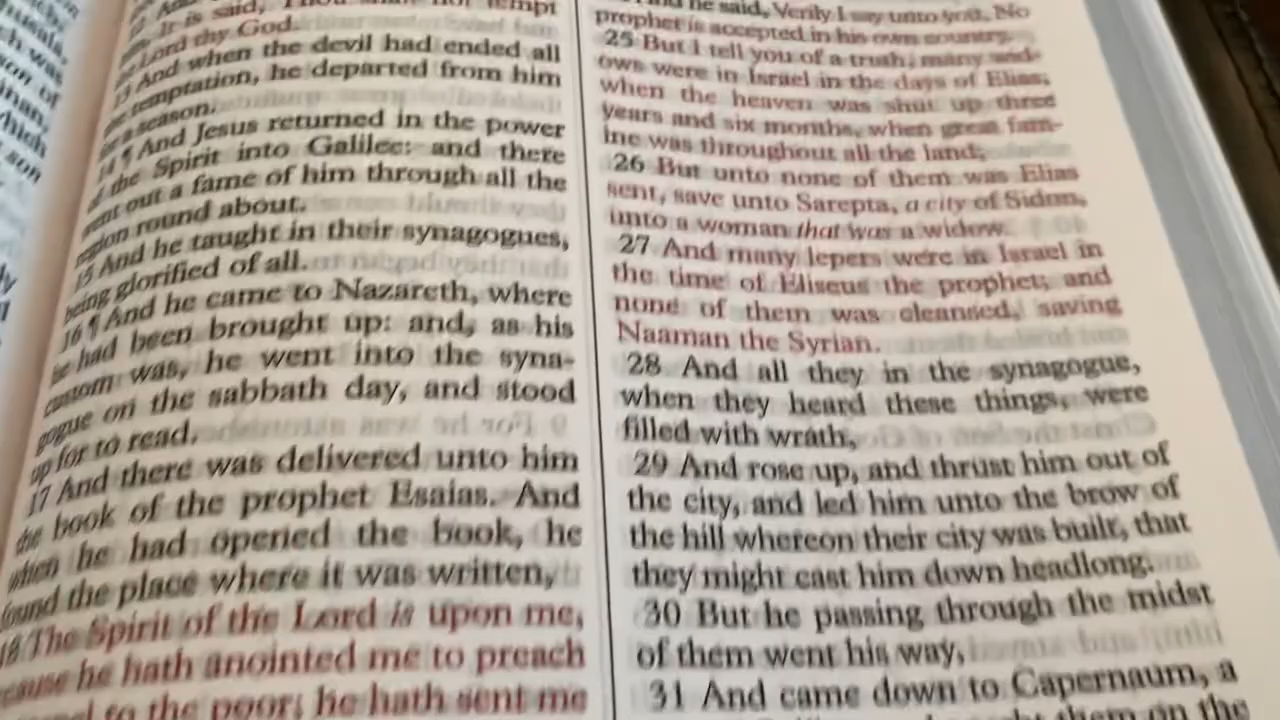 It is said, Thou shalt not tempt
Lord thy God.
13 And when the devil had ended all
temptation, he departed from him
a season.
14 ¶ And Jesus returned in the power
of the Spirit into Galilee: and there
went out a fame of him through all the
region round about.
15 And he taught in their synagogues,
being glorified of all.
16 ¶ And he came to Nazareth, where
he had been brought up: and, as his
custom was, he went into the syna-
gogue on the sabbath day, and stood
up for to read.
17 And there was delivered unto him
the book of the prophet Esaias. And
when he had opened the book, he
found the place where it was written,
18 The Spirit of the Lord is upon me,
cause he hath anointed me to preach
to the poor; he hath sent me
he said, Verily I say unto you, No
prophet is accepted in his own country.
25 But I tell you of a truth, many wid-
ows were in Israel in the days of Elias,
when the heaven was shut up three
years and six months, when great fam-
ine was throughout all the land;
26 But unto none of them was Elias
sent, save unto Sarepta, a city of Sidon,
unto a woman that was a widow.
27 And many lepers were in Israel in
the time of Eliseus the prophet; and
none of them was cleansed, saving
Naaman the Syrian.
28 And all they in the synagogue,
when they heard these things, were
filled with wrath,
29 And rose up, and thrust him out of
the city, and led him unto the brow of
the hill whereon their city was built, that
they might cast him down headlong.
30 But he passing through the midst
of them went his way,
31 And came down to Capernaum, a
them on the